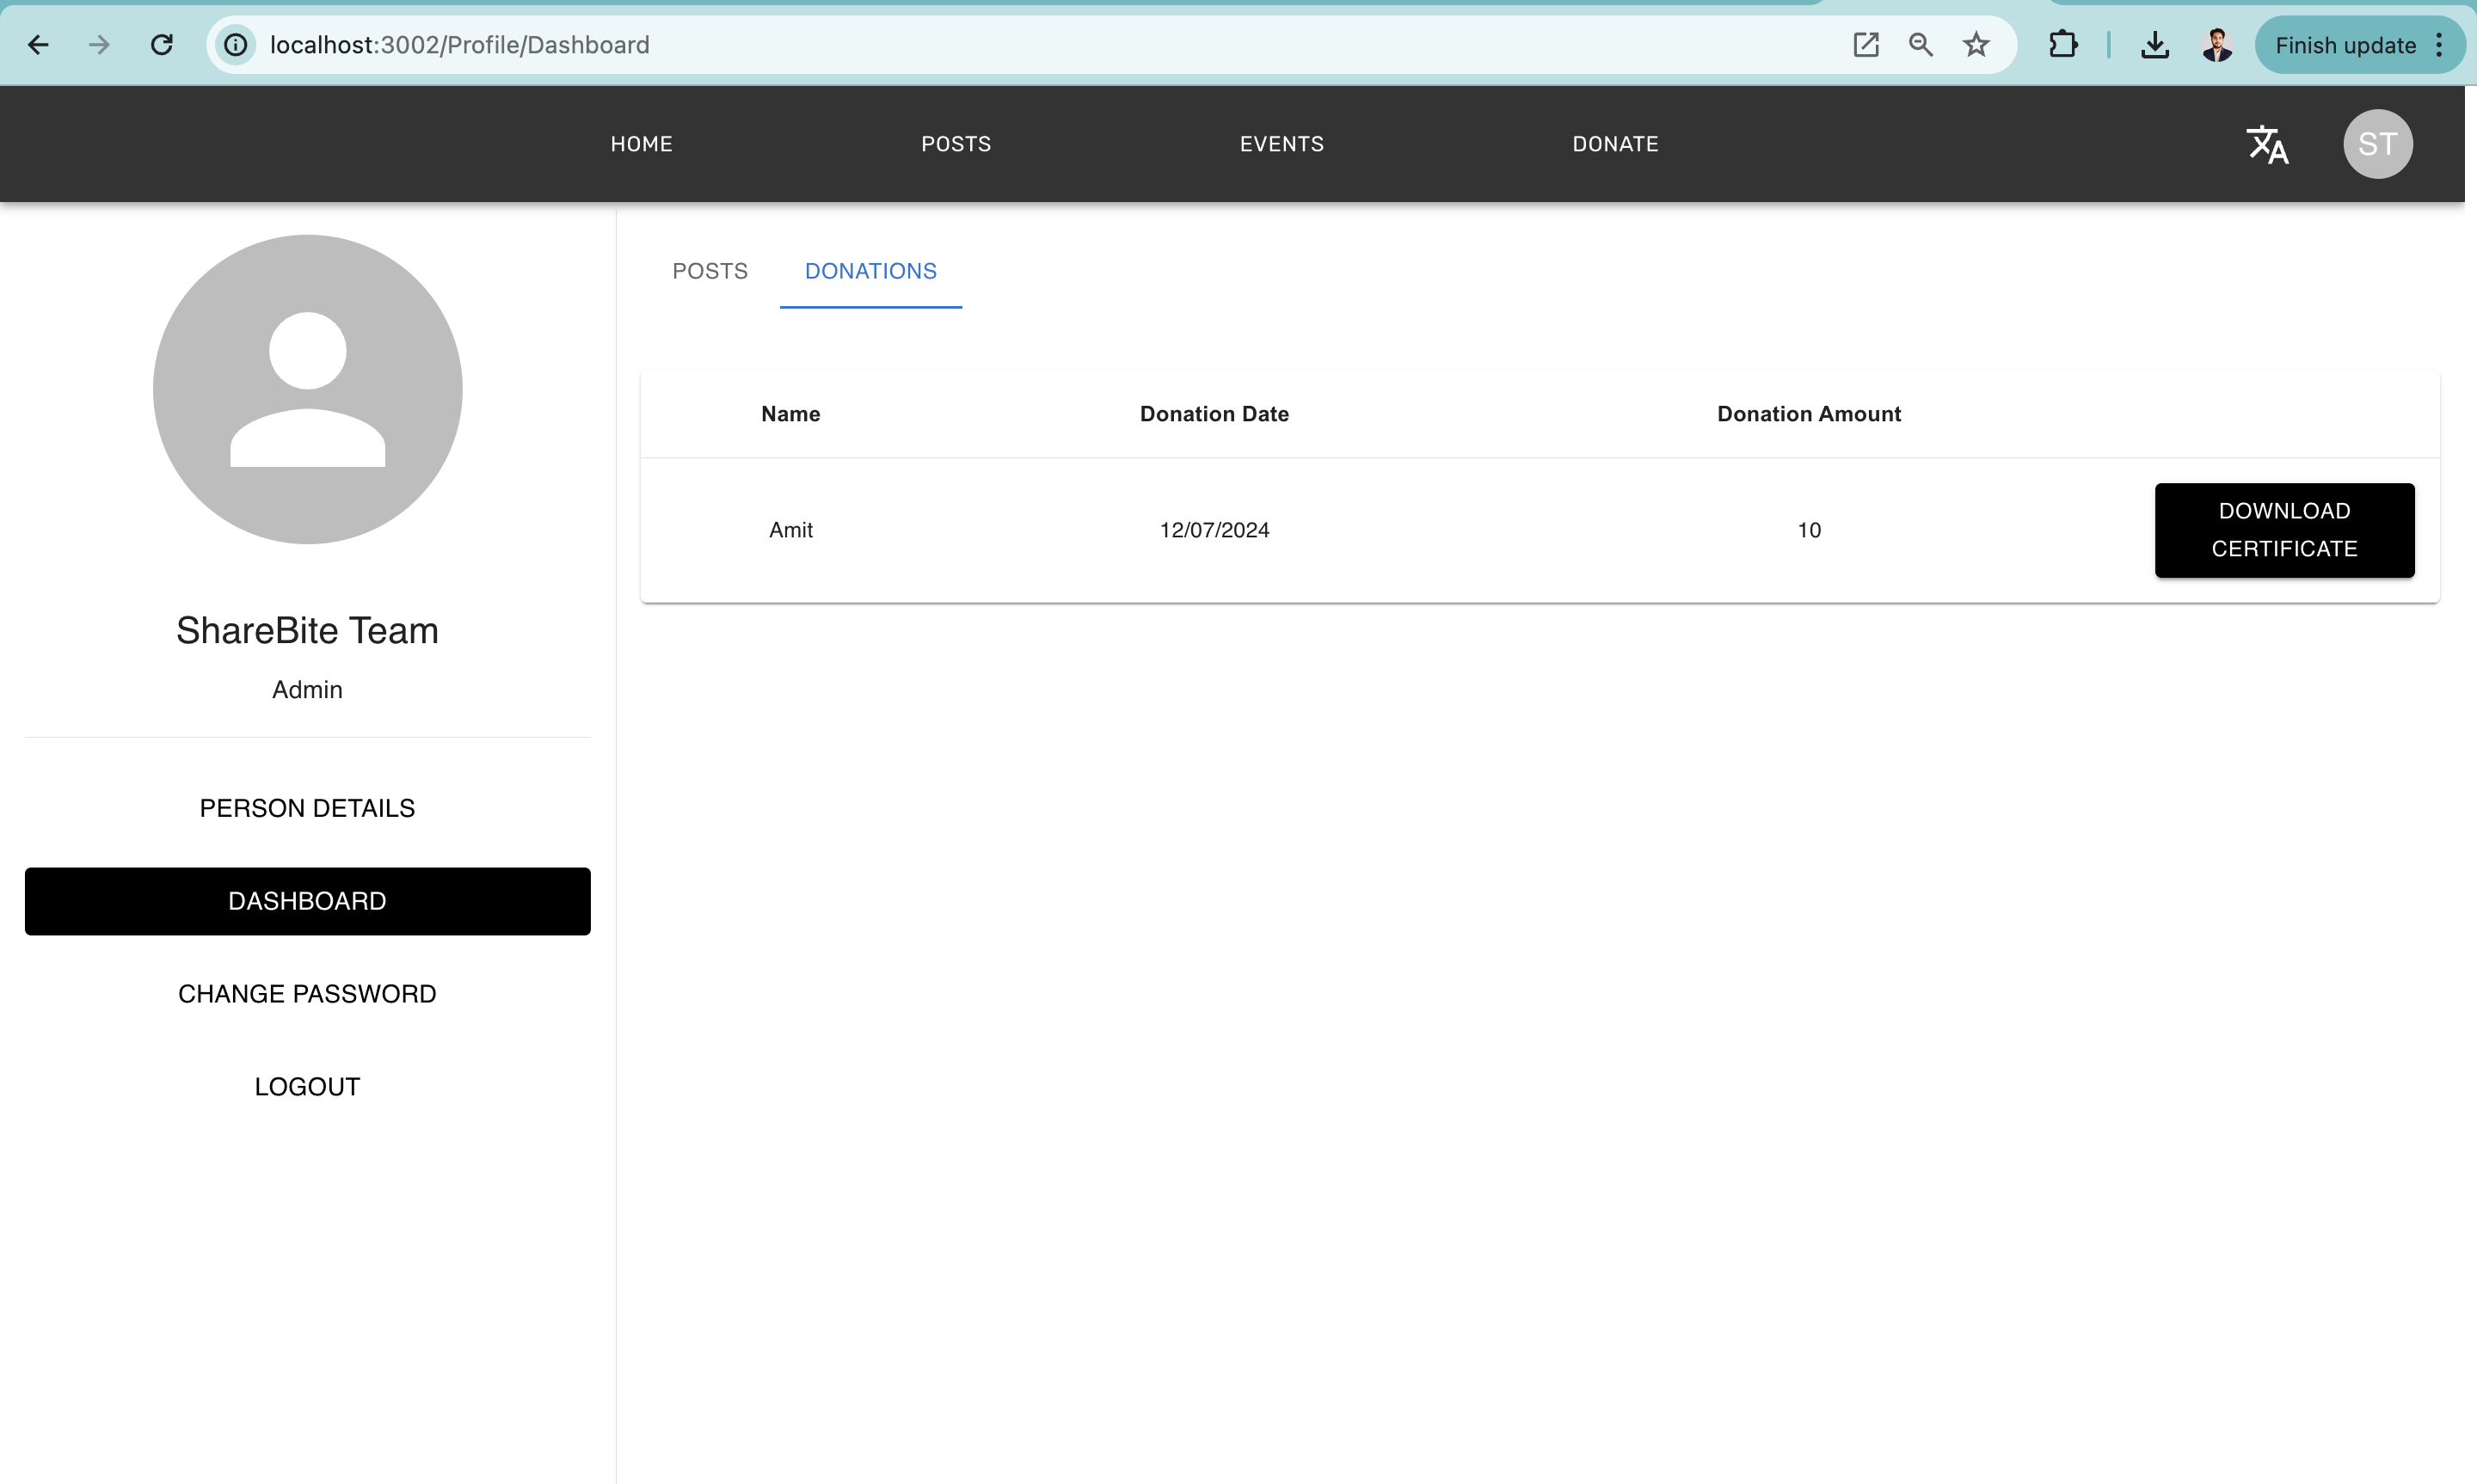 localhost:3002/Profile/Dashboard
Finish update
HOME POSTS EVENTS DONATE ST
POSTS DONATIONS
Name Donation Date Donation Amount
Amit 12/07/2024 10 DOWNLOAD
CERTIFICATE
ShareBite Team
Admin
PERSON DETAILS
DASHBOARD
CHANGE PASSWORD
LOGOUT